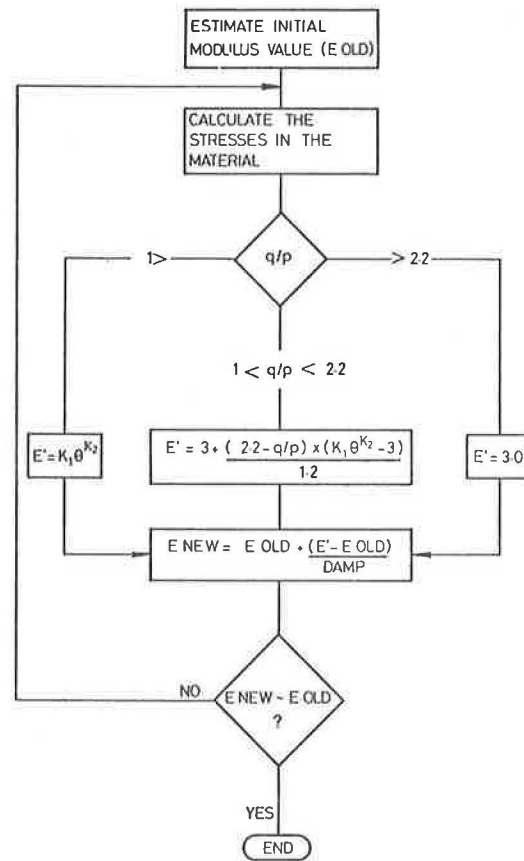 ESTIMATE INITIAL
MODULUS VALUE (E OLD)
CALCULATE THE
STRESSES IN THE
MATERIAL
1>
q/p
> 2·2
1 < q/p < 2·2
E' = K₁θ^K₂
E' = 3 + (2·2 - q/p) x (K₁θ^K₂ - 3)
1·2
E' = 3·0
E NEW = E OLD + (E' - E OLD)
DAMP
NO
E NEW ~ E OLD
?
YES
END